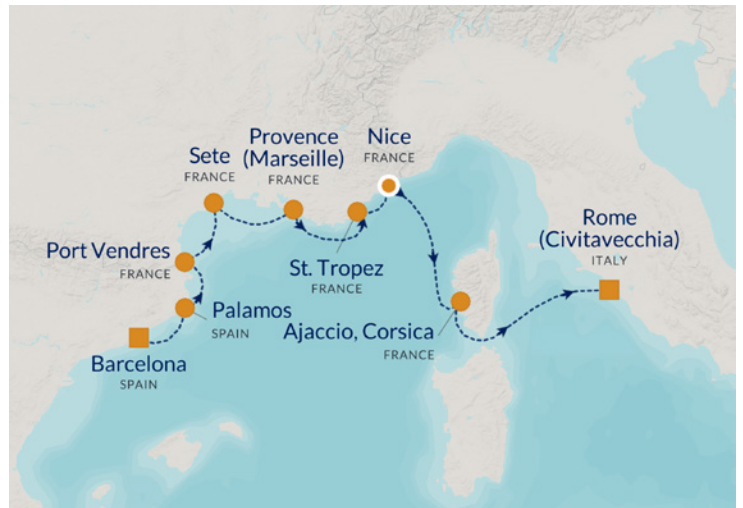 Provence
(Marseille)
FRANCE
Nice
FRANCE
Sete
FRANCE
Port Vendres
FRANCE
St. Tropez
FRANCE
Rome
(Civitavecchia)
ITALY
Palamos
SPAIN
Ajaccio, Corsica
FRANCE
Barcelona
SPAIN